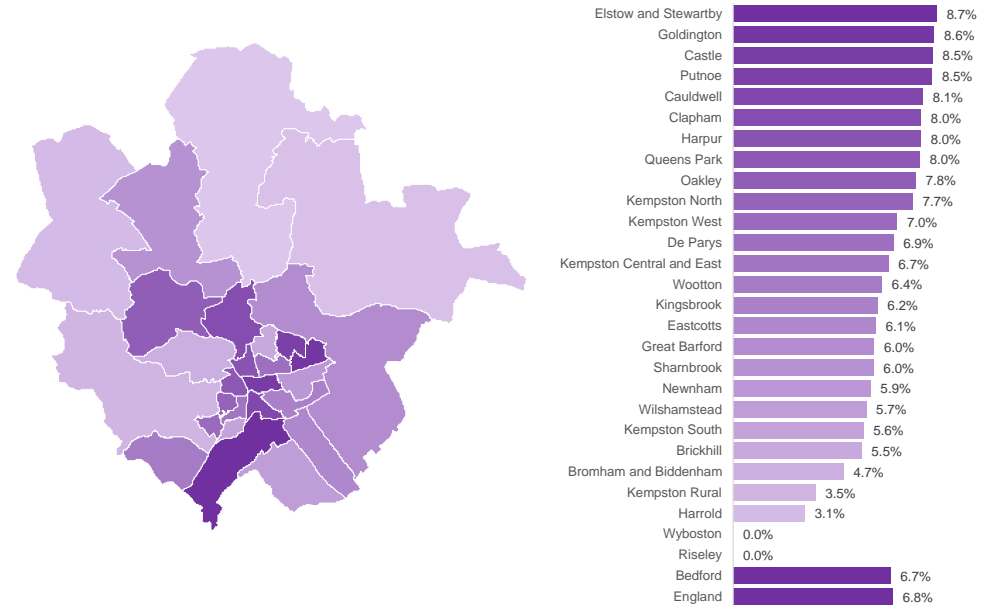 Elstow and Stewartby 8.7%
Goldington 8.6%
Castle 8.5%
Putnoe 8.5%
Cauldwell 8.1%
Clapham 8.0%
Harpur 8.0%
Queens Park 8.0%
Oakley 7.8%
Kempston North 7.7%
Kempston West 7.0%
De Parys 6.9%
Kempston Central and East 6.7%
Wootton 6.4%
Kingsbrook 6.2%
Eastcotts 6.1%
Great Barford 6.0%
Sharnbrook 6.0%
Newnham 5.9%
Wilshamstead 5.7%
Kempston South 5.6%
Brickhill 5.5%
Bromham and Biddenham 4.7%
Kempston Rural 3.5%
Harrold 3.1%
Wyboston 0.0%
Riseley 0.0%
Bedford 6.7%
England 6.8%